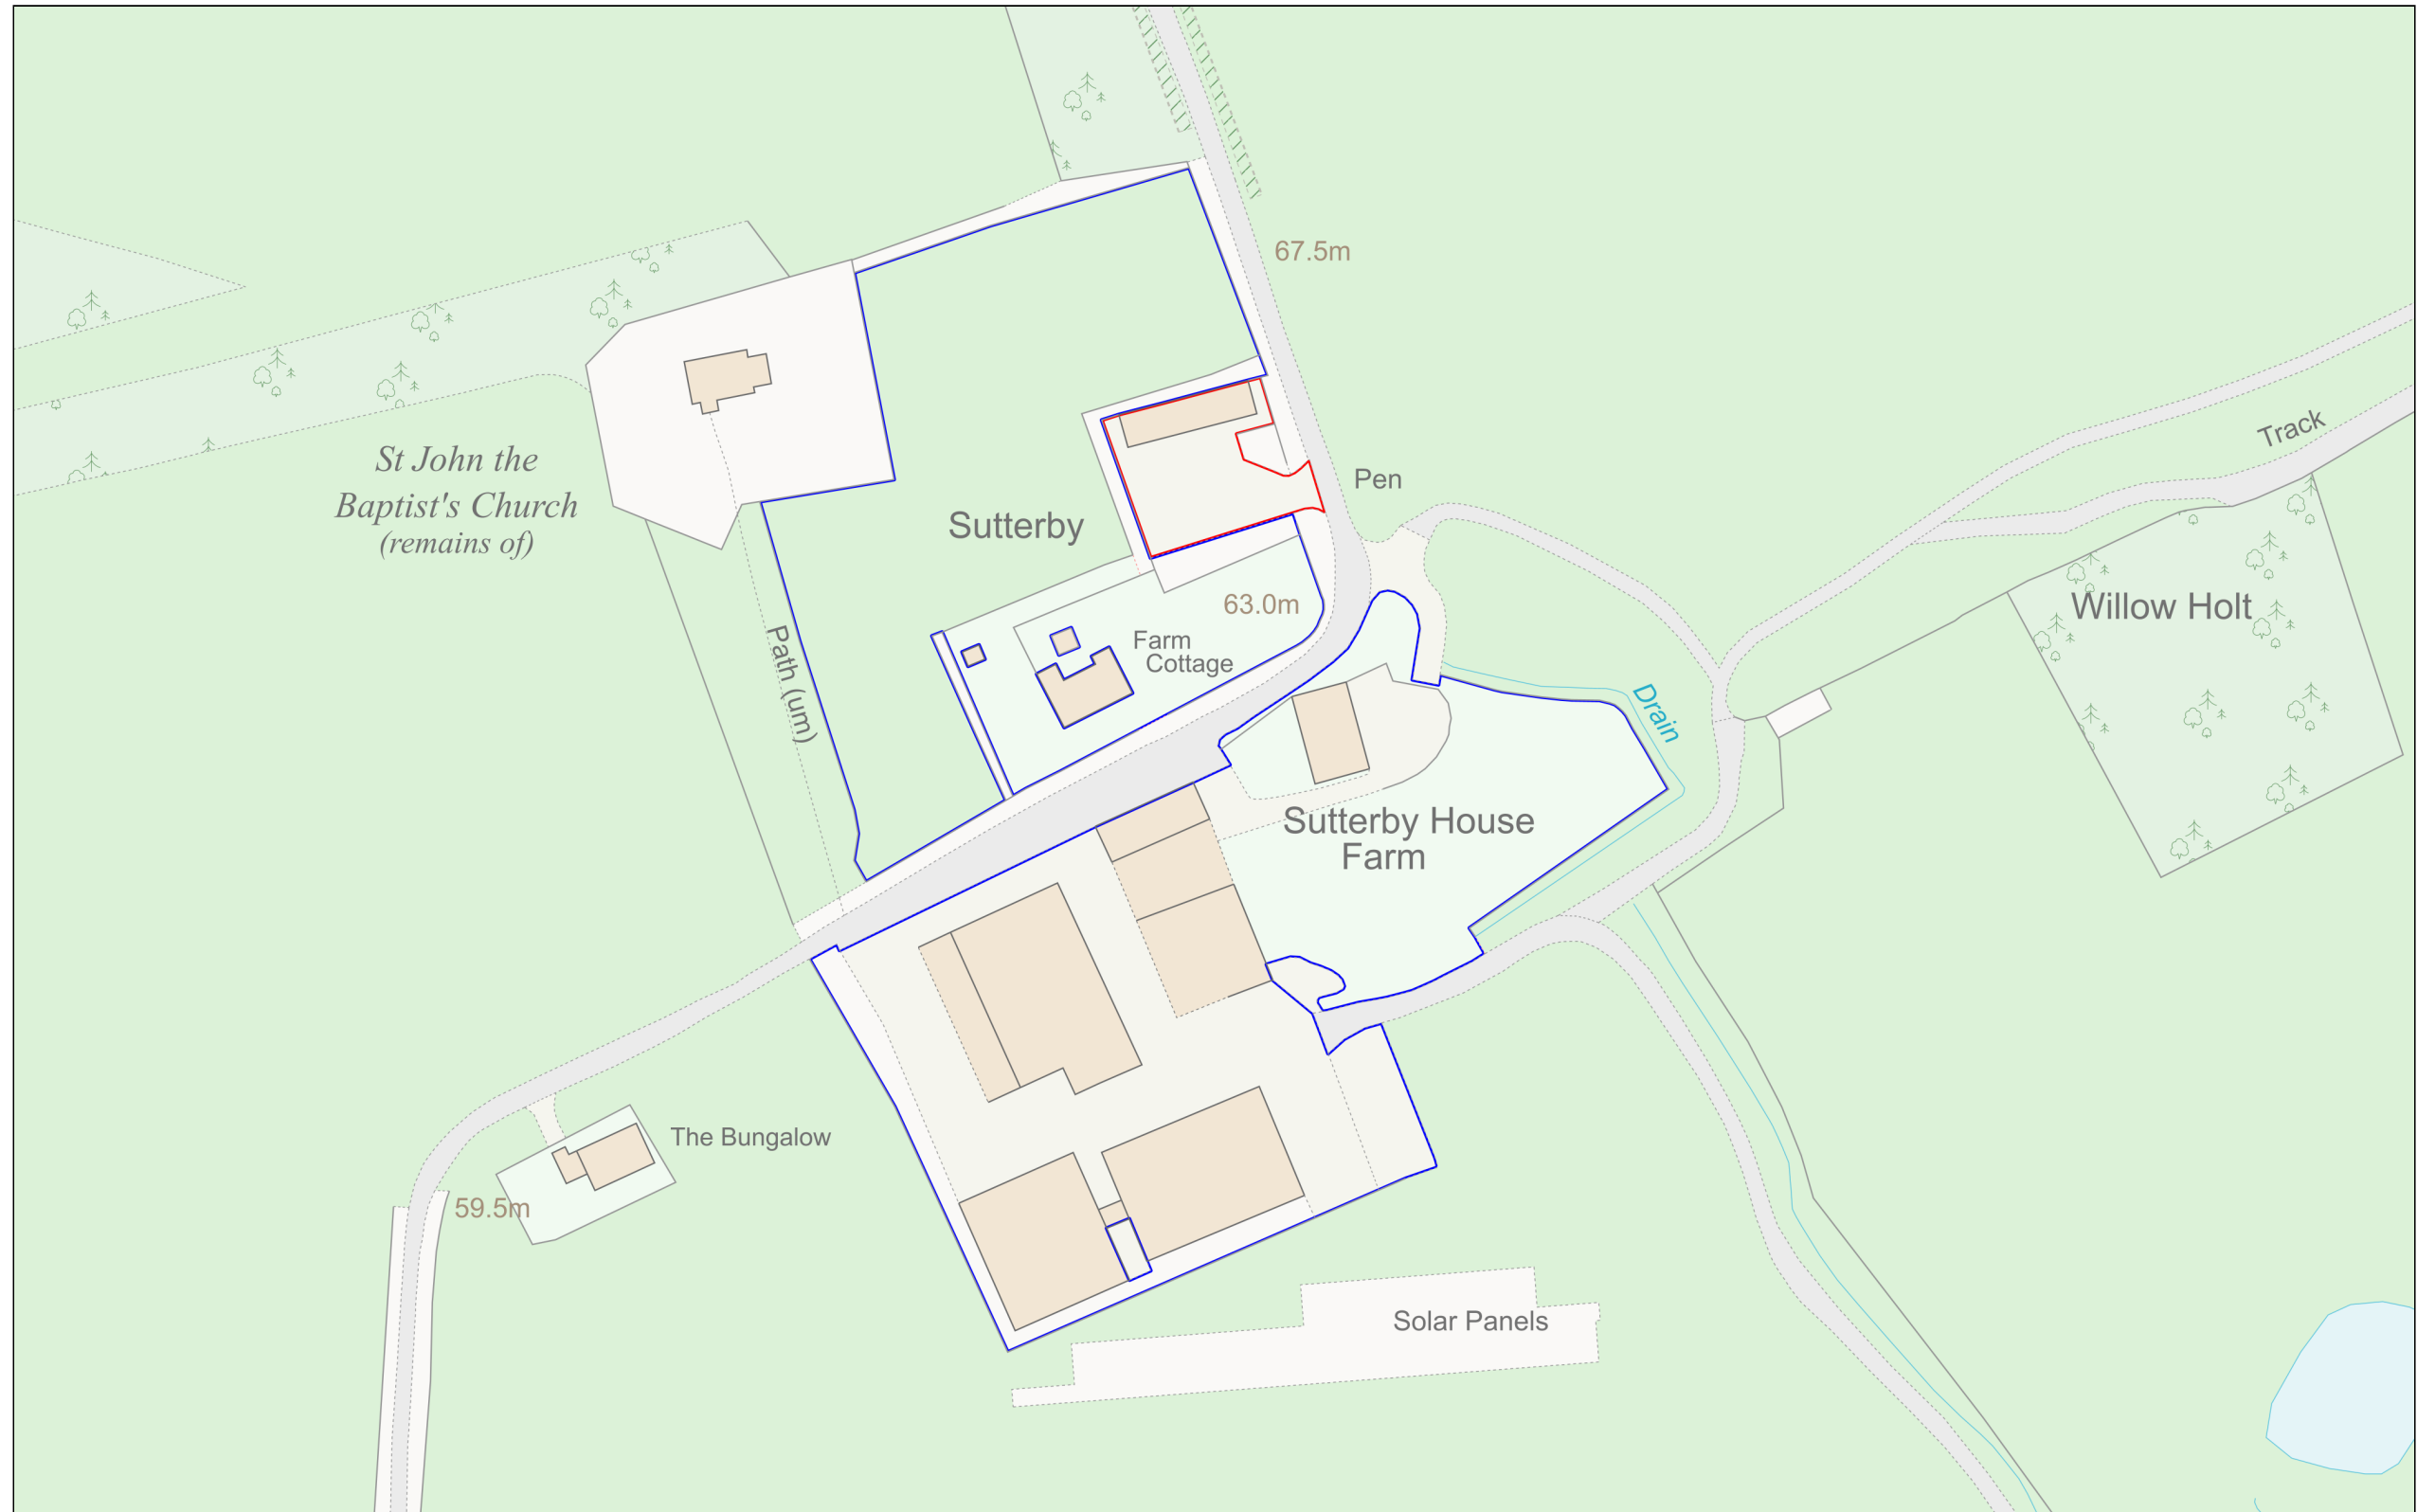 67.5m
Track
St John the
Baptist's Church
(remains of)
Pen
Sutterby
63.0m
Willow Holt
Farm
Cottage
Path (um)
Drain
Sutterby House
Farm
The Bungalow
59.5m
Solar Panels